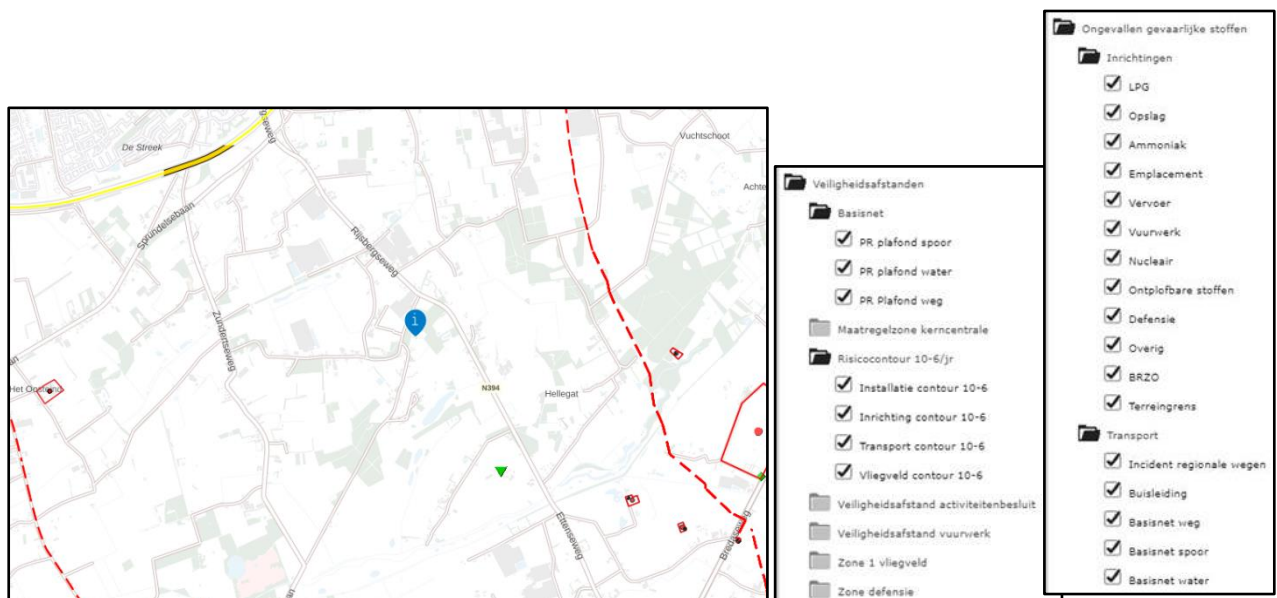 De Streek
Vuchtschoot
Achte
Sprundelsebaan
Rijsbergseweg
Zundertseweg
i
N394
Hellegat
Ettenseweg
Bredaseweg
Veiligheidsafstanden
Basisnet
PR plafond spoor
PR plafond water
PR Plafond weg
Maatregelzone kerncentrale
Risicocontour 10-6/jr
Installatie contour 10-6
Inrichting contour 10-6
Transport contour 10-6
Vliegveld contour 10-6
Veiligheidsafstand activiteitenbesluit
Veiligheidsafstand vuurwerk
Zone 1 vliegveld
Zone defensie
Ongevallen gevaarlijke stoffen
Inrichtingen
LPG
Opslag
Ammoniak
Emplacement
Vervoer
Vuurwerk
Nucleair
Ontplofbare stoffen
Defensie
Overig
BRZO
Terreingrens
Transport
Incident regionale wegen
Buisleiding
Basisnet weg
Basisnet spoor
Basisnet water